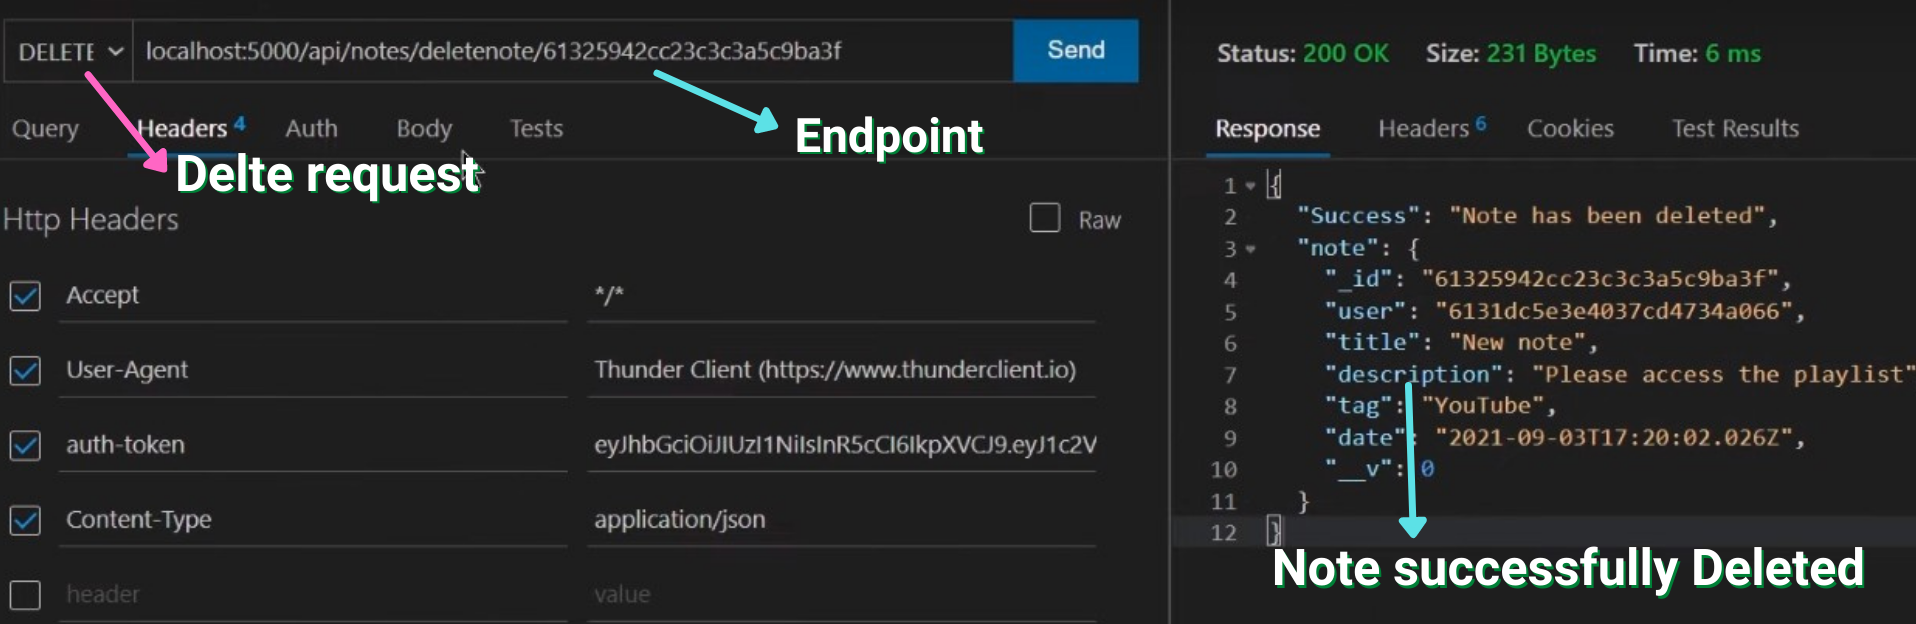 DELETE localhost:5000/api/notes/deletenote/61325942cc23c3c3a5c9ba3f Send
Query Headers 4 Auth Body Tests
Endpoint
Delte request
Http Headers Raw
Accept */*
User-Agent Thunder Client (https://www.thunderclient.io)
auth-token eyJhbGciOiJIUzI1NiIsInR5cCI6IkpXVCJ9.eyJ1c2V
Content-Type application/json
header value
Status: 200 OK Size: 231 Bytes Time: 6 ms
Response Headers 6 Cookies Test Results
1 {
2 "Success": "Note has been deleted",
3 "note": {
4 "_id": "61325942cc23c3c3a5c9ba3f",
5 "user": "6131dc5e3e4037cd4734a066",
6 "title": "New note",
7 "description": "Please access the playlist"
8 "tag": "YouTube",
9 "date": "2021-09-03T17:20:02.026Z",
10 "__v": 0
11 }
12 }
Note successfully Deleted